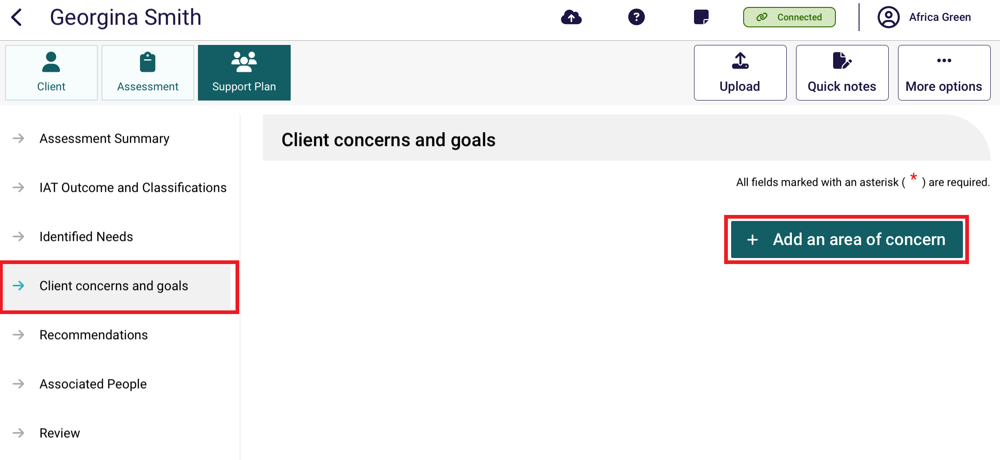 Georgina Smith
Connected
Africa Green
Client
Assessment
Support Plan
Upload
Quick notes
More options
Assessment Summary
IAT Outcome and Classifications
Identified Needs
Client concerns and goals
Recommendations
Associated People
Review
Client concerns and goals
All fields marked with an asterisk ( * ) are required.
+ Add an area of concern